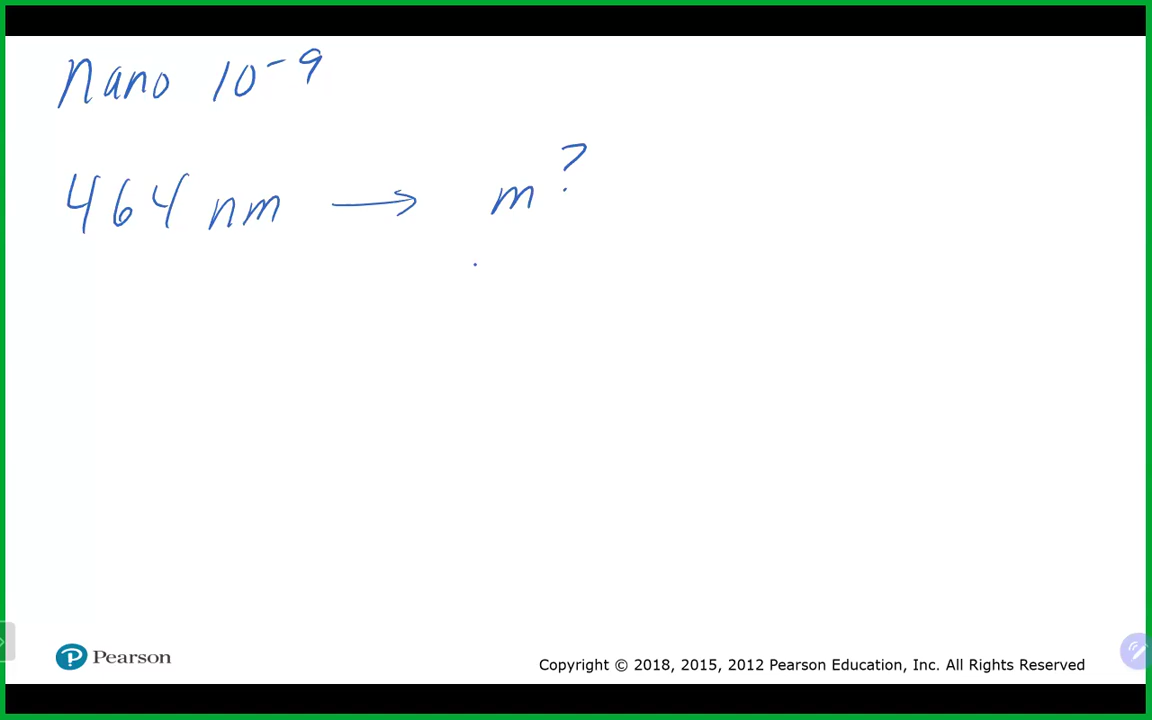 nano 10⁻⁹
464 nm → m?
Pearson
Copyright © 2018, 2015, 2012 Pearson Education, Inc. All Rights Reserved